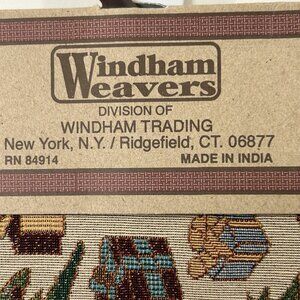 Windham
Weavers
DIVISION OF
WINDHAM TRADING
New York, N.Y. / Ridgefield, CT. 06877
RN 84914 MADE IN INDIA